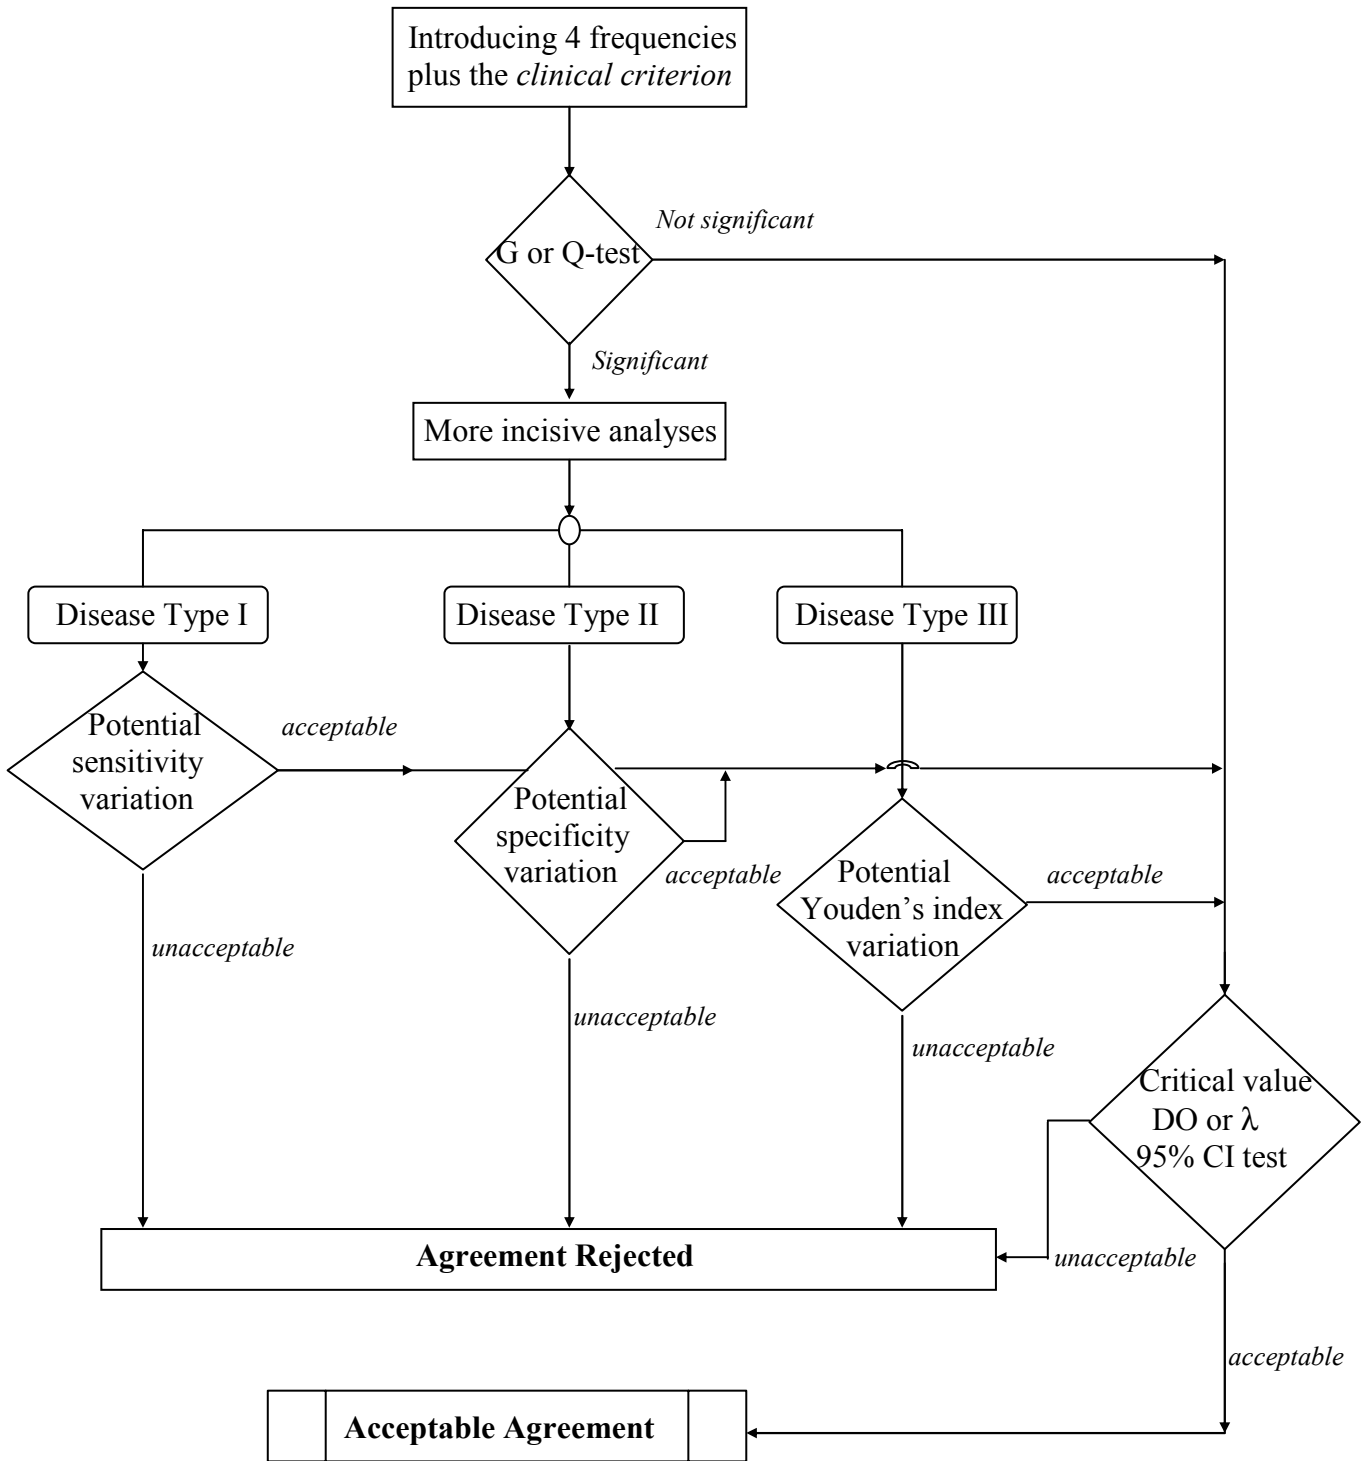 Introducing 4 frequencies
plus the clinical criterion
Not significant
G or Q-test
Significant
More incisive analyses
Disease Type I
Disease Type II
Disease Type III
Potential
sensitivity
variation
acceptable
Potential
specificity
variation
acceptable
Potential
Youden’s index
variation
acceptable
unacceptable
unacceptable
unacceptable
Critical value
DO or λ
95% CI test
Agreement Rejected
unacceptable
acceptable
Acceptable Agreement